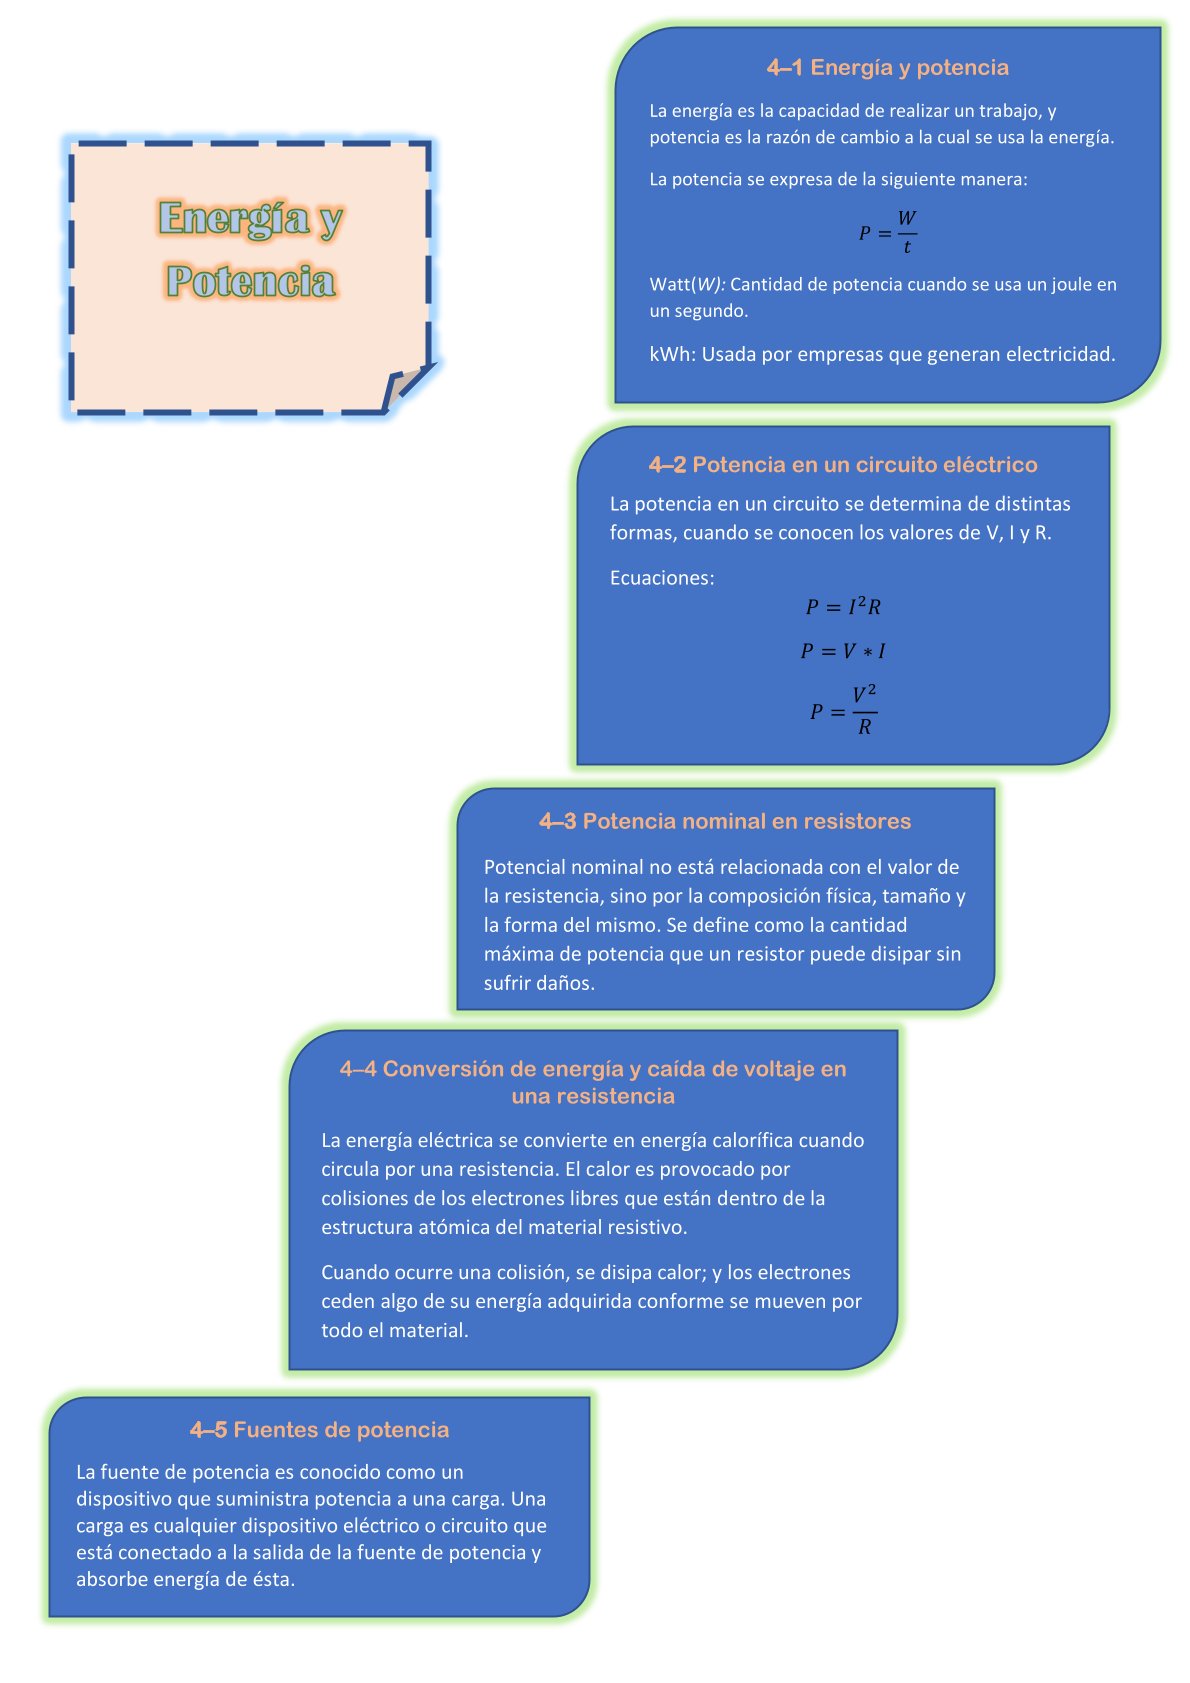 Energía y
Potencia
4–1 Energía y potencia
La energía es la capacidad de realizar un trabajo, y
potencia es la razón de cambio a la cual se usa la energía.
La potencia se expresa de la siguiente manera:
P = W/t
Watt(W): Cantidad de potencia cuando se usa un joule en
un segundo.
kWh: Usada por empresas que generan electricidad.
4–2 Potencia en un circuito eléctrico
La potencia en un circuito se determina de distintas
formas, cuando se conocen los valores de V, I y R.
Ecuaciones:
P = I²R
P = V * I
P = V²/R
4–3 Potencia nominal en resistores
Potencial nominal no está relacionada con el valor de
la resistencia, sino por la composición física, tamaño y
la forma del mismo. Se define como la cantidad
máxima de potencia que un resistor puede disipar sin
sufrir daños.
4–4 Conversión de energía y caída de voltaje en
una resistencia
La energía eléctrica se convierte en energía calorífica cuando
circula por una resistencia. El calor es provocado por
colisiones de los electrones libres que están dentro de la
estructura atómica del material resistivo.
Cuando ocurre una colisión, se disipa calor; y los electrones
ceden algo de su energía adquirida conforme se mueven por
todo el material.
4–5 Fuentes de potencia
La fuente de potencia es conocido como un
dispositivo que suministra potencia a una carga. Una
carga es cualquier dispositivo eléctrico o circuito que
está conectado a la salida de la fuente de potencia y
absorbe energía de ésta.